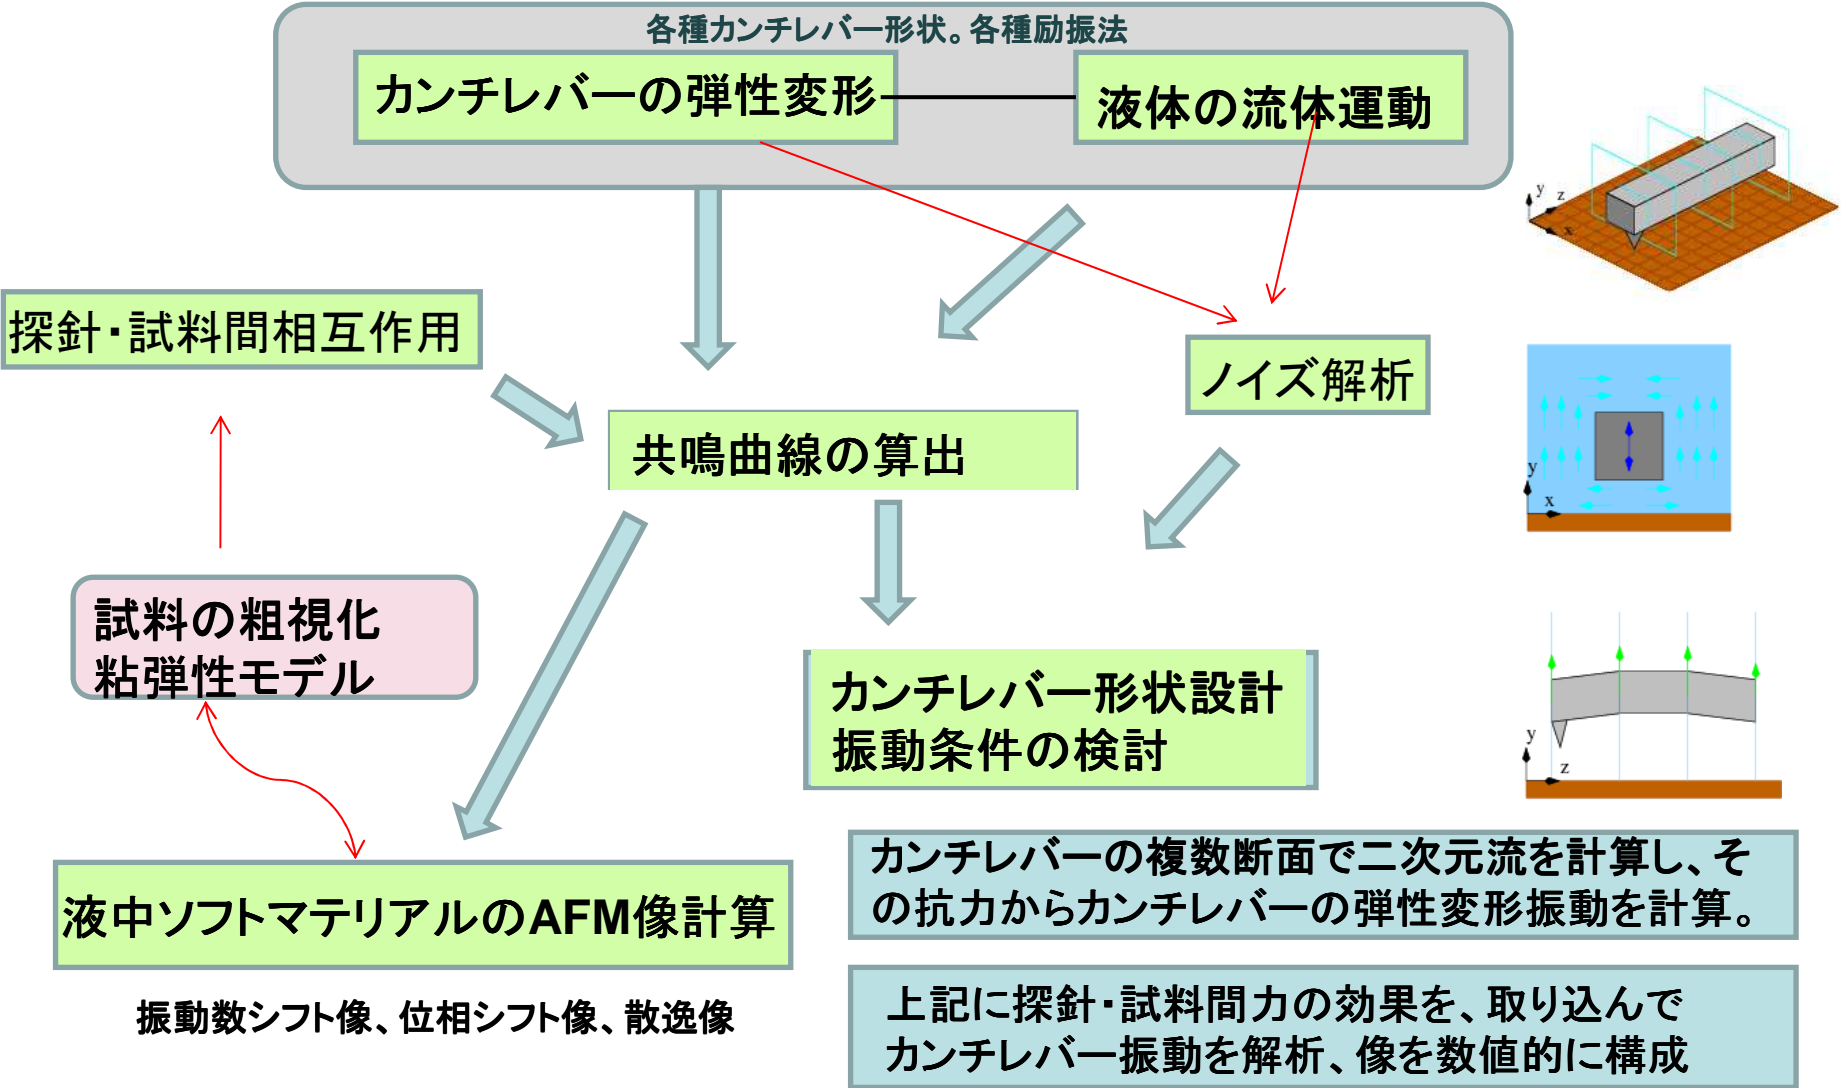 各種カンチレバー形状。各種励振法
カンチレバーの弾性変形
液体の流体運動
探針・試料間相互作用
ノイズ解析
共鳴曲線の算出
試料の粗視化
粘弾性モデル
カンチレバー形状設計
振動条件の検討
液中ソフトマテリアルのAFM像計算
振動数シフト像、位相シフト像、散逸像
y
z
x
y
x
y
z
カンチレバーの複数断面で二次元流を計算し、そ
の抗力からカンチレバーの弾性変形振動を計算。
上記に探針・試料間力の効果を、取り込んで
カンチレバー振動を解析、像を数値的に構成